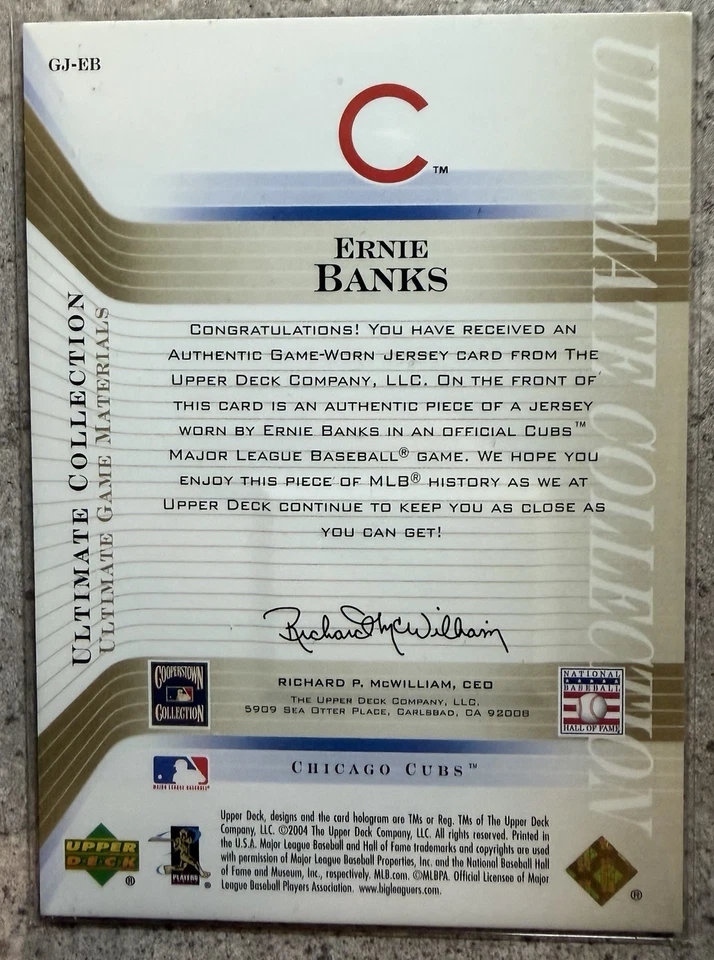 GJ-EB
C™
ERNIE
BANKS
CONGRATULATIONS! YOU HAVE RECEIVED AN
AUTHENTIC GAME-WORN JERSEY CARD FROM THE
UPPER DECK COMPANY, LLC. ON THE FRONT OF
THIS CARD IS AN AUTHENTIC PIECE OF A JERSEY
WORN BY ERNIE BANKS IN AN OFFICIAL CUBS™
MAJOR LEAGUE BASEBALL® GAME. WE HOPE YOU
ENJOY THIS PIECE OF MLB® HISTORY AS WE AT
UPPER DECK CONTINUE TO KEEP YOU AS CLOSE AS
YOU CAN GET!
ULTIMATE COLLECTION
ULTIMATE GAME MATERIALS
ULTIMATE COLLECTION
Richard McWilliam
RICHARD P. McWILLIAM, CEO
THE UPPER DECK COMPANY, LLC.
5909 SEA OTTER PLACE, CARLSBAD, CA 92008
COOPERSTOWN
COLLECTION
NATIONAL
BASEBALL
HALL OF FAME
MAJOR LEAGUE BASEBALL®
CHICAGO CUBS™
Upper Deck, designs and the card hologram are TMs or Reg. TMs of The Upper Deck
Company, LLC. ©2004 The Upper Deck Company, LLC. All rights reserved. Printed in
the U.S.A. Major League Baseball and Hall of Fame trademarks and copyrights are used
with permission of Major League Baseball Properties, Inc. and the National Baseball Hall
of Fame and Museum, Inc., respectively. MLB.com. ©MLBPA. Official Licensee of Major
League Baseball Players Association. www.bigleaguers.com.
UPPER
DECK
®
PLAYERS
®
®